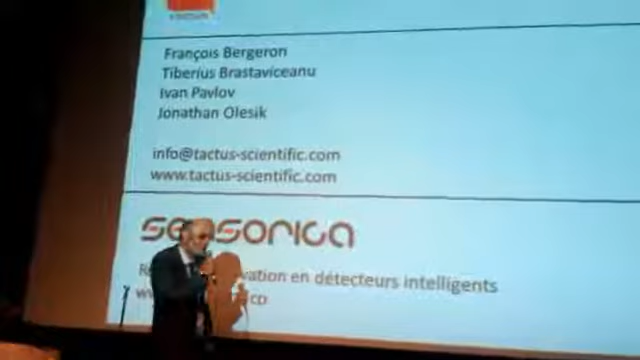 François Bergeron
Tiberius Brastaviceanu
Ivan Pavlov
Jonathan Olesik
info@tactus-scientific.com
www.tactus-scientific.com
sensorica
en détecteurs intelligents